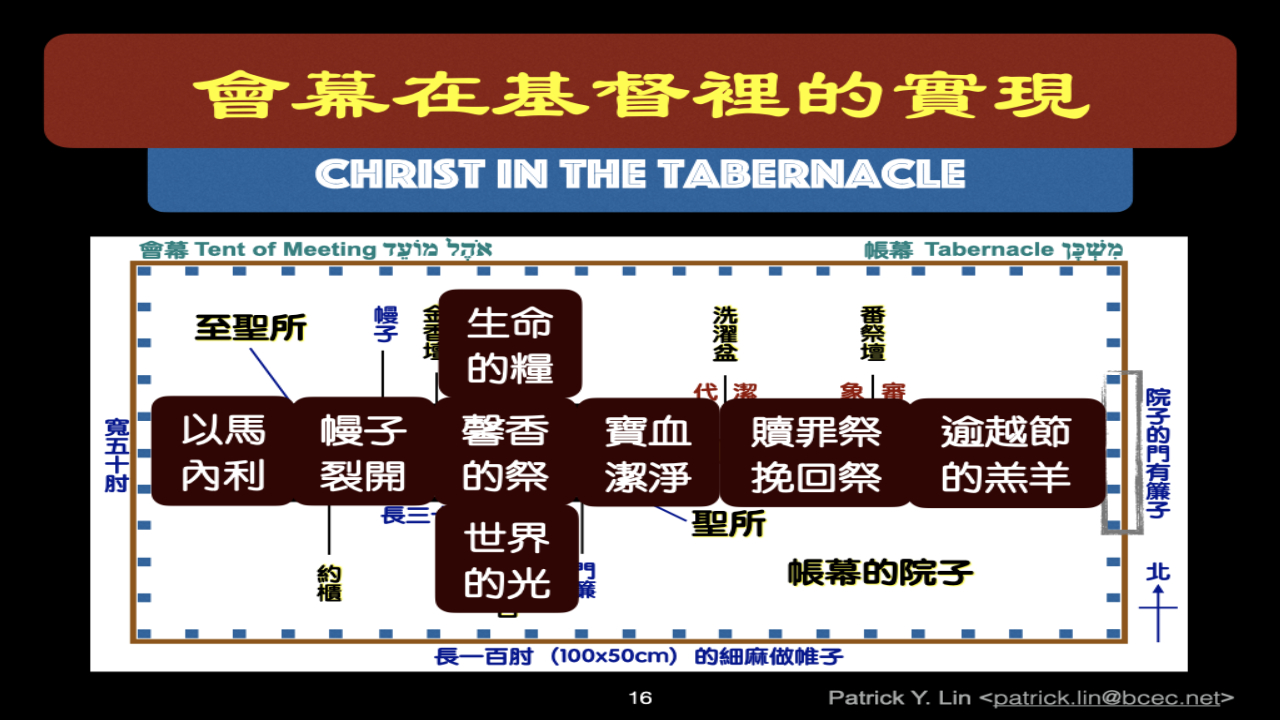 會幕在基督裡的實現
CHRIST IN THE TABERNACLE
會幕 Tent of Meeting אֹהֶל מוֹעֵד
帳幕 Tabernacle מִשְׁכָּן
至聖所
幔子
金香壇
生命
的糧
洗濯盆
番祭壇
代
潔
象
審
寬五十肘
以馬
內利
幔子
裂開
馨香
的祭
寶血
潔淨
贖罪祭
挽回祭
逾越節
的羔羊
院子的門有簾子
長三
世界
的光
聖所
約櫃
門簾
帳幕的院子
北
長一百肘 (100x50cm) 的細麻做帷子
16
Patrick Y. Lin <patrick.lin@bcec.net>